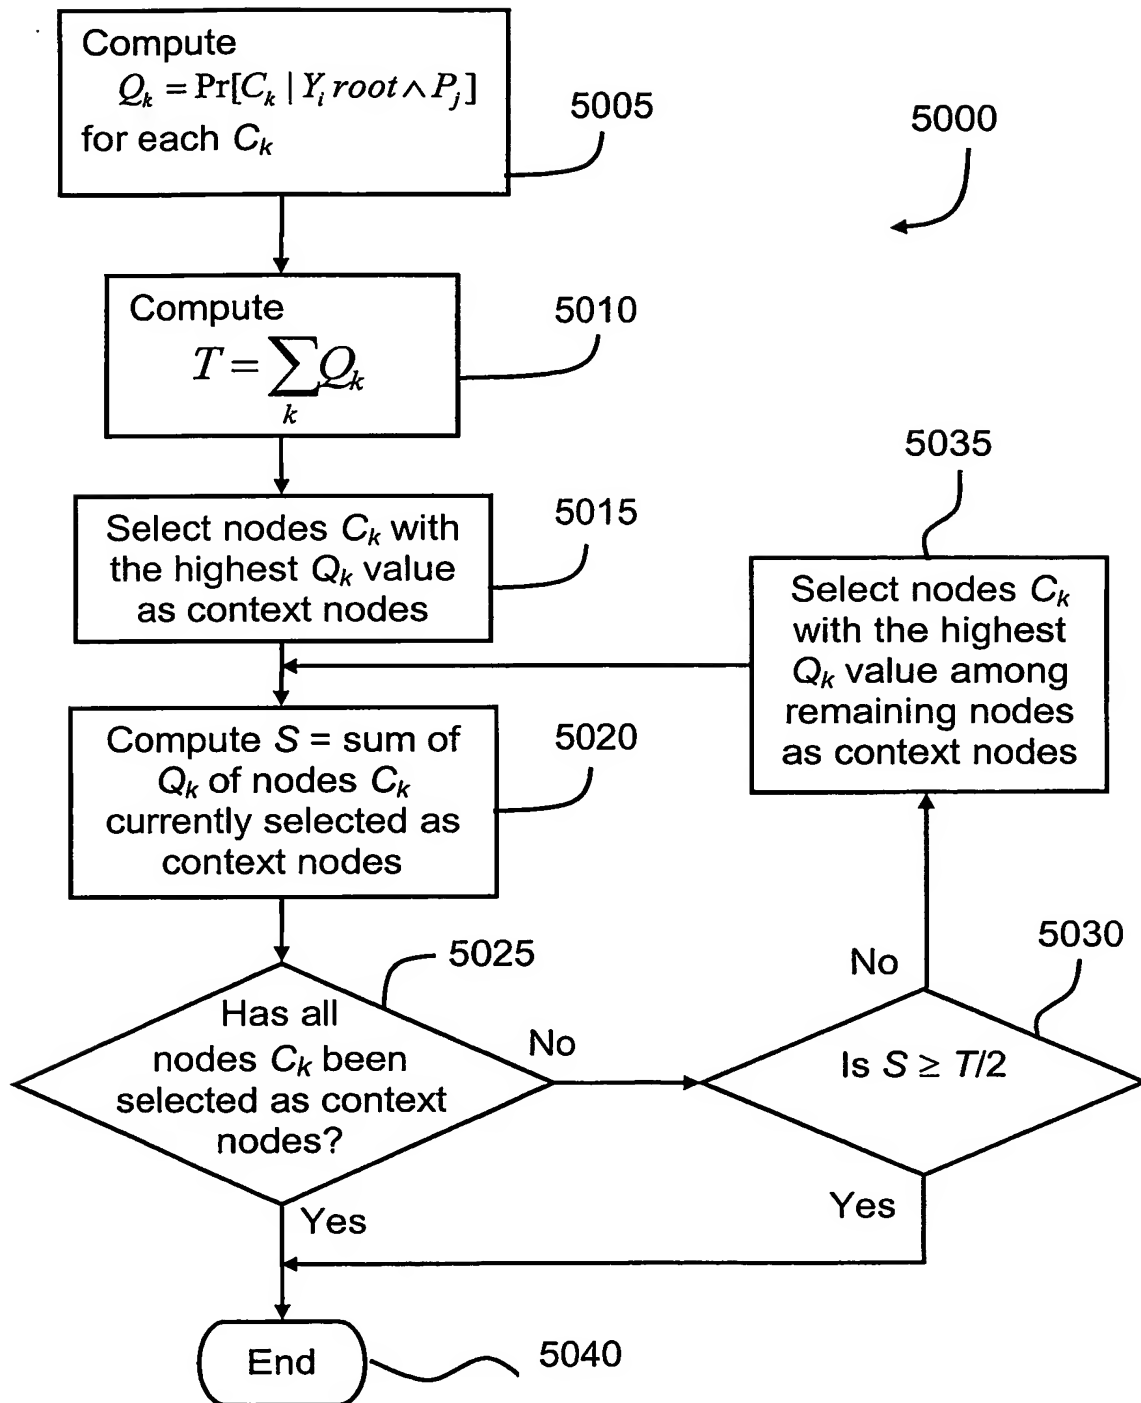 Compute
Q_k = Pr[C_k | Y_i root ∧ P_j]
for each C_k
5005
5000
Compute
T = ∑_k Q_k
5010
Select nodes C_k with
the highest Q_k value
as context nodes
5015
5035
Select nodes C_k
with the highest
Q_k value among
remaining nodes
as context nodes
Compute S = sum of
Q_k of nodes C_k
currently selected as
context nodes
5020
5025
Has all
nodes C_k been
selected as context
nodes?
No
Yes
5030
No
Is S ≥ T/2
Yes
End
5040